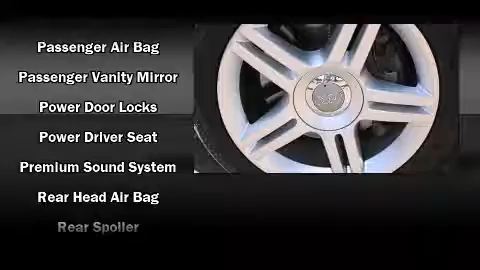 Passenger Air Bag
Passenger Vanity Mirror
Power Door Locks
Power Driver Seat
Premium Sound System
Rear Head Air Bag
Rear Spoiler